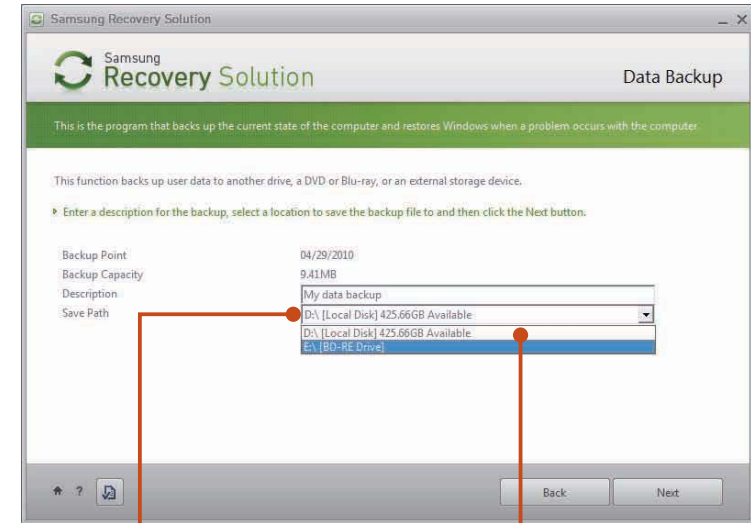 Samsung Recovery Solution
Samsung
Recovery Solution
Data Backup
This is the program that backs up the current state of the computer and restores Windows when a problem occurs with the computer.
This function backs up user data to another drive, a DVD or Blu-ray, or an external storage device.
Enter a description for the backup, select a location to save the backup file to and then click the Next button.
Backup Point 04/29/2010
Backup Capacity 9.41MB
Description My data backup
Save Path D:\ [Local Disk] 425.66GB Available
D:\ [Local Disk] 425.66GB Available
E:\ [BD-RE Drive]
? Back Next